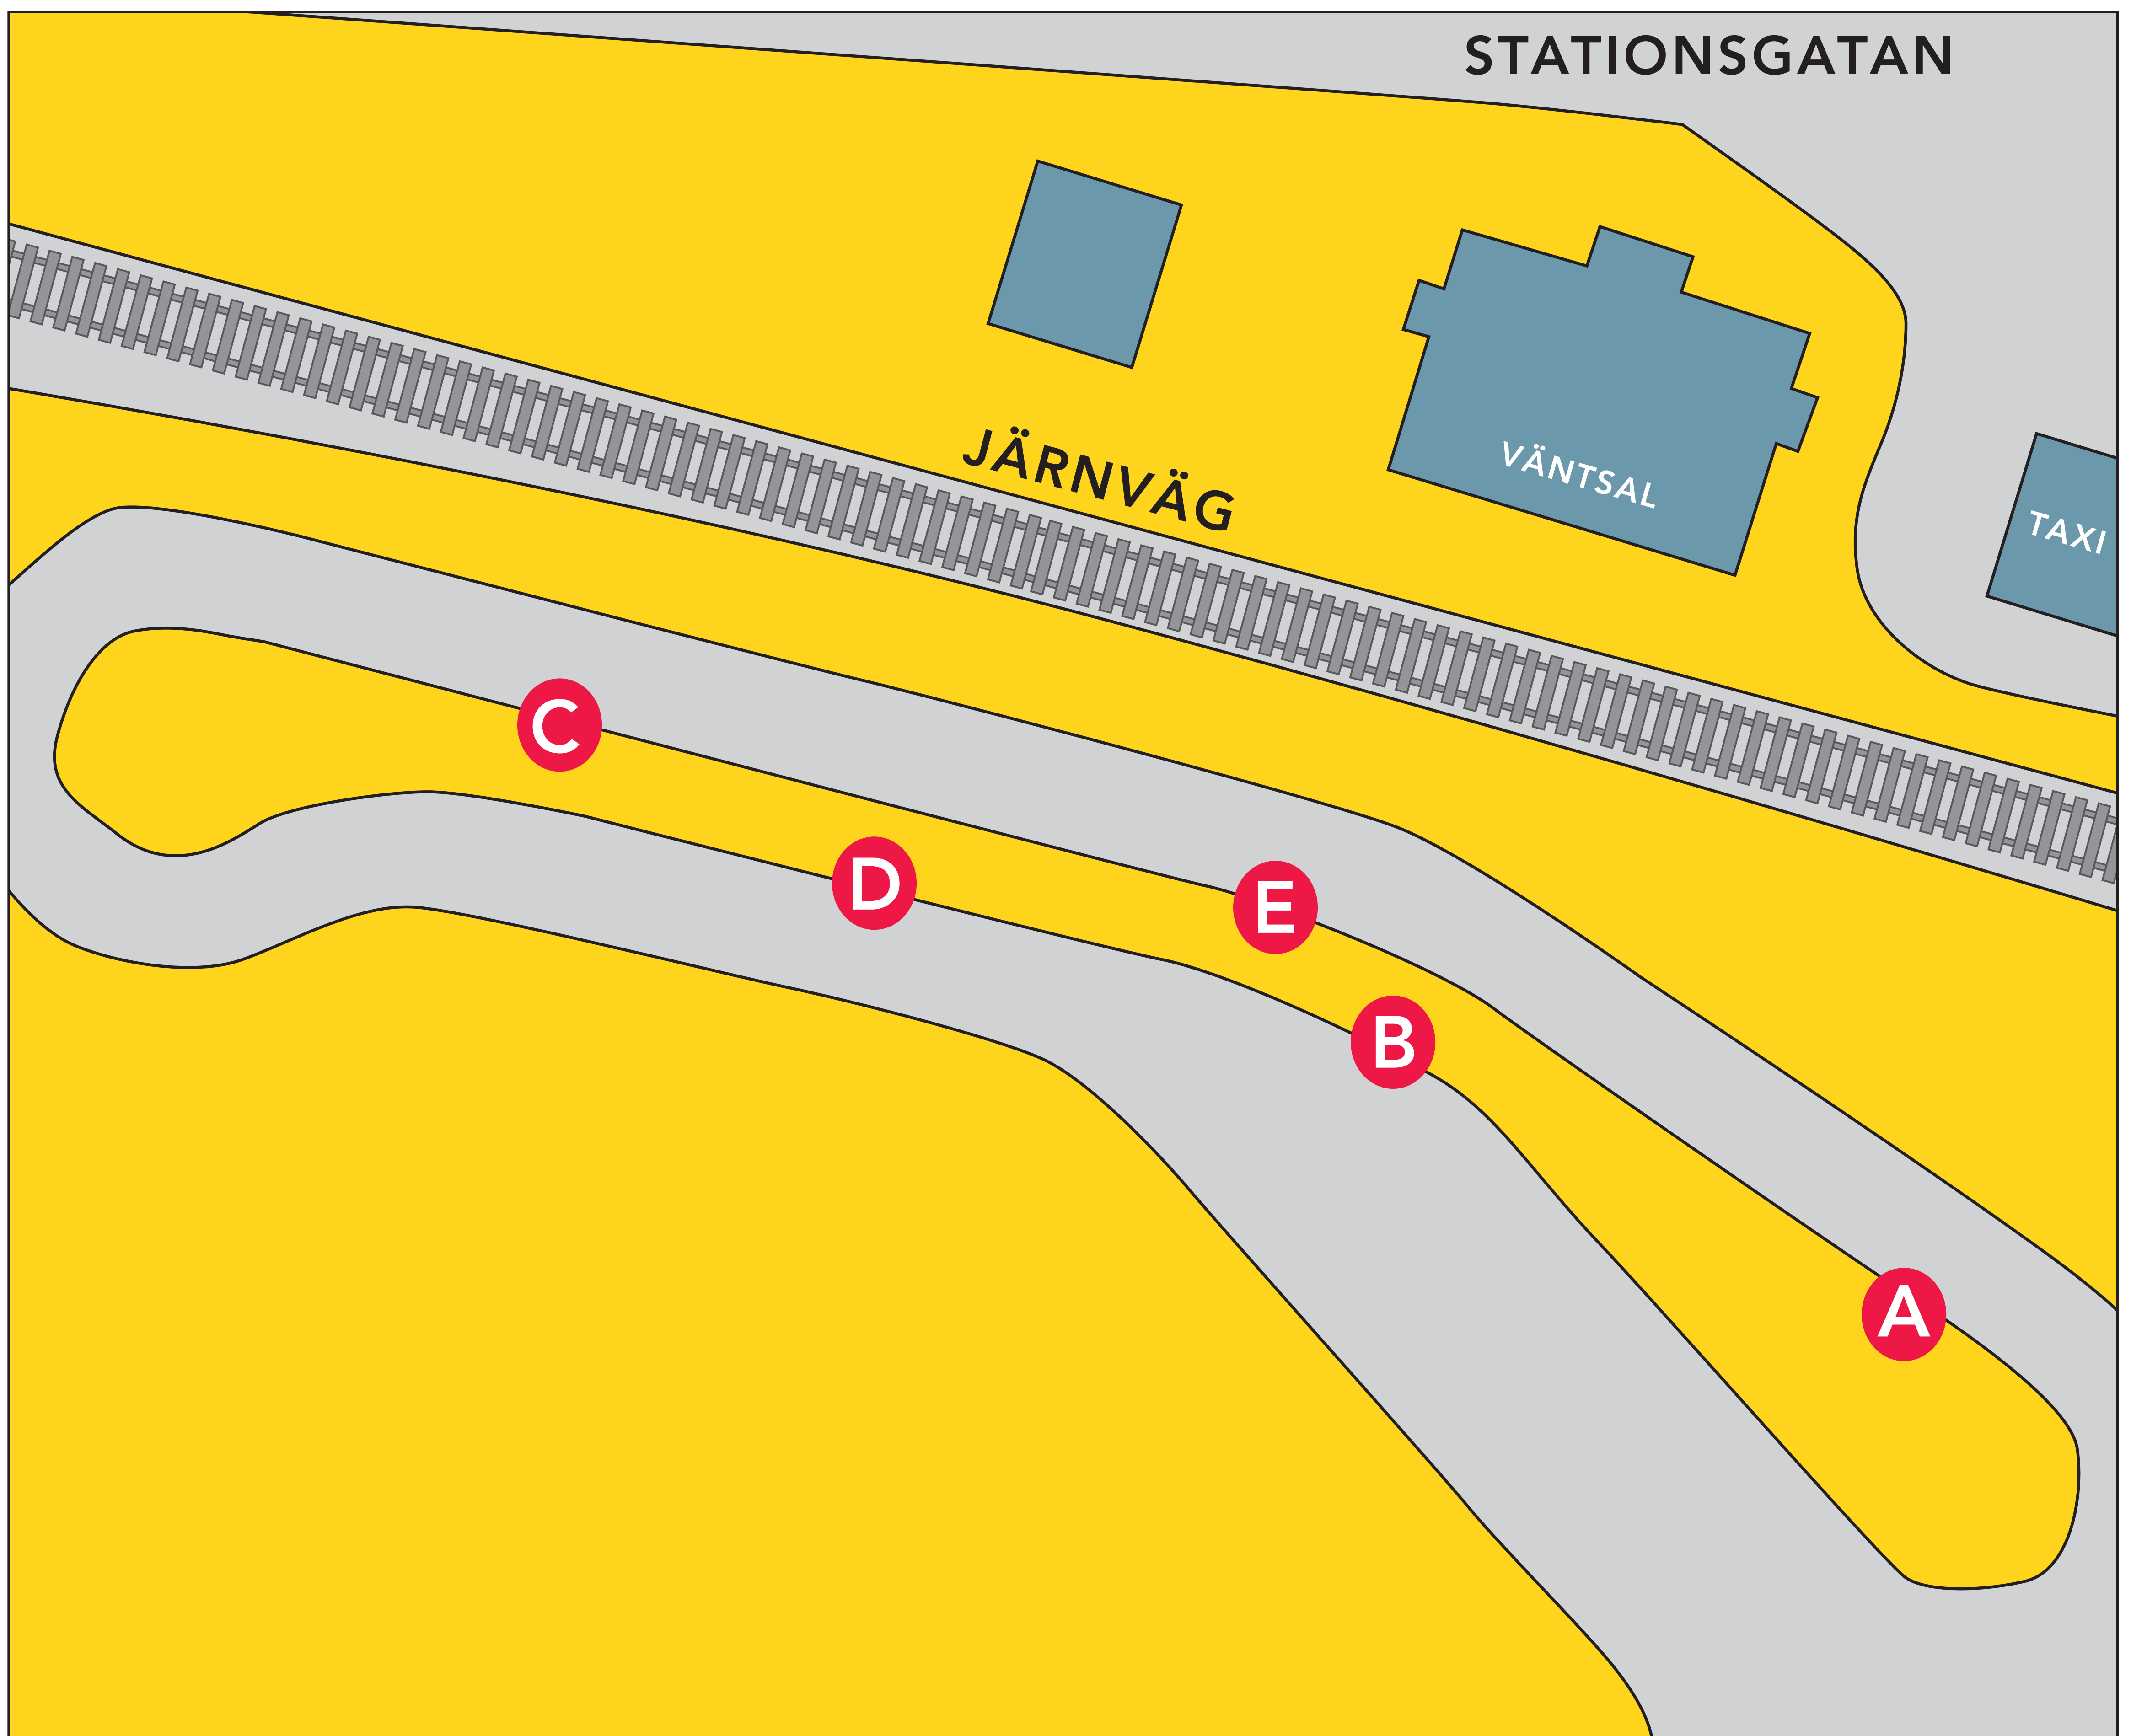 STATIONSGATAN
JÄRNVÄG
VÄNTSAL
TAXI
C
D
E
B
A